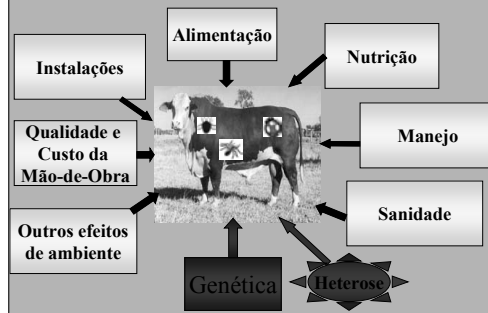 Alimentação
Nutrição
Instalações
Qualidade e
Custo da
Mão-de-Obra
Manejo
Outros efeitos
de ambiente
Sanidade
Genética
Heterose